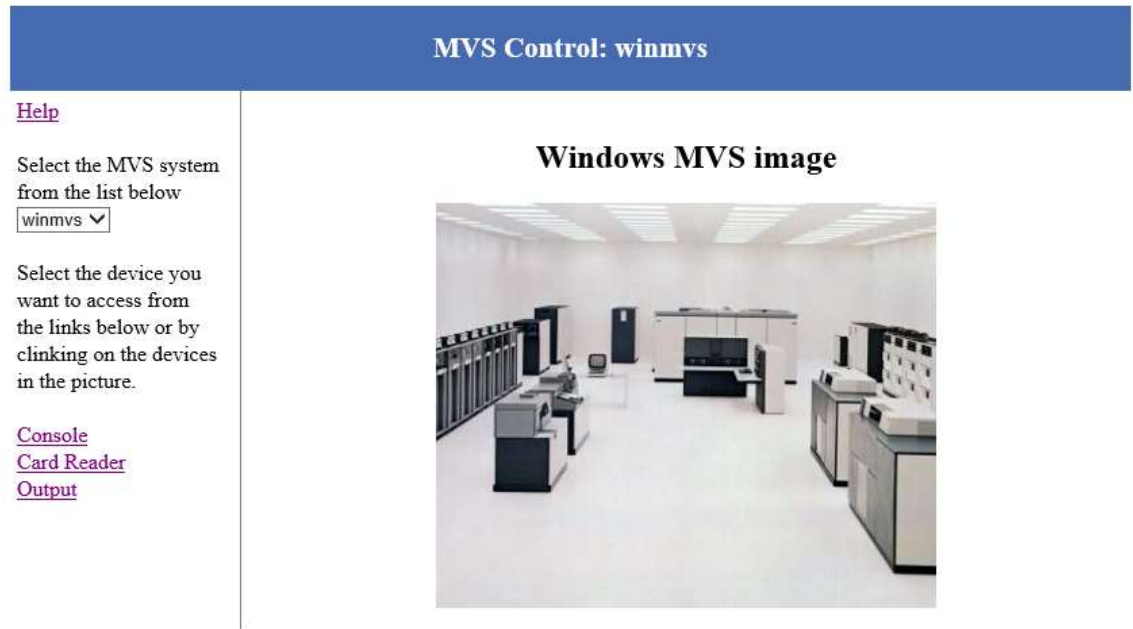 MVS Control: winmvs
Help
Select the MVS system
from the list below
winmvs
Select the device you
want to access from
the links below or by
clinking on the devices
in the picture.
Console
Card Reader
Output
Windows MVS image